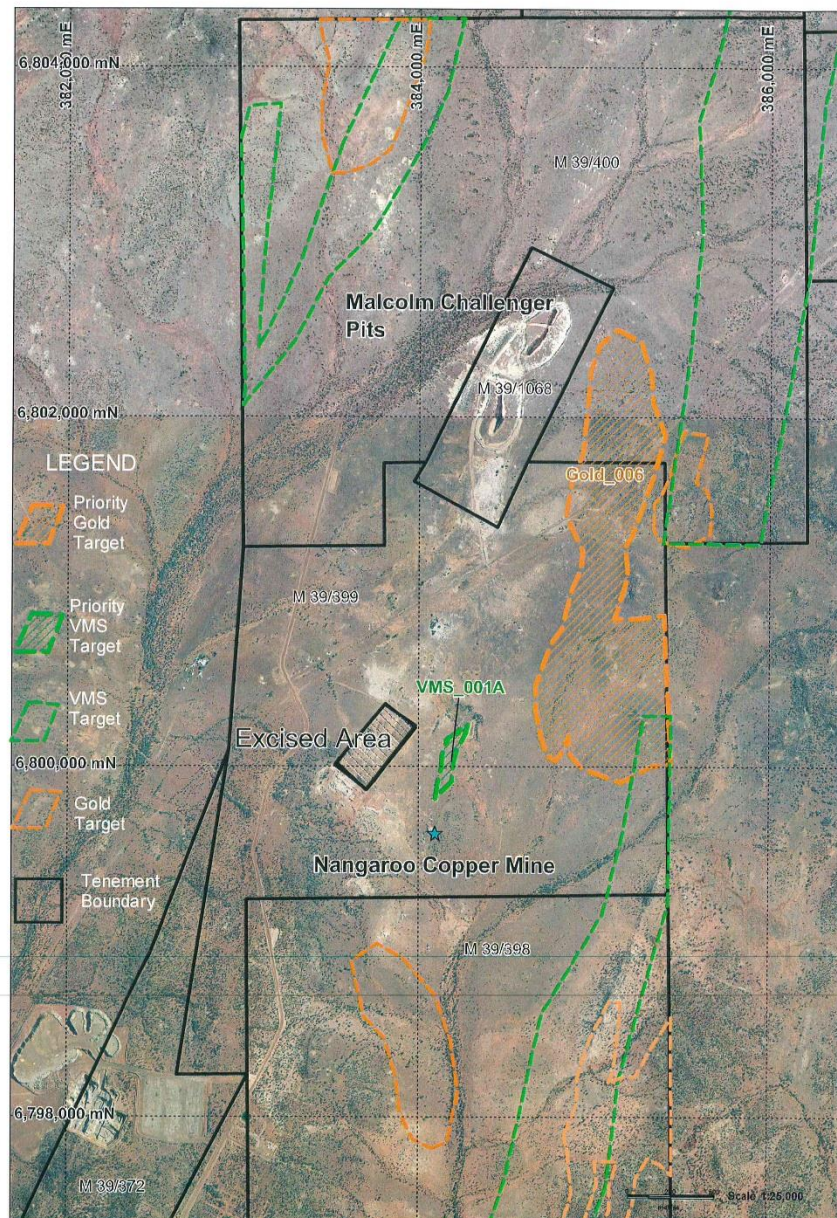 382,000 mE
384,000 mE
386,000 mE
6,804,000 mN
M 39/400
Malcolm Challenger
Pits
M 39/1068
6,802,000 mN
LEGEND
Gold_006
Priority
Gold
Target
M 39/399
Priority
VMS
Target
VMS_001A
VMS
Target
Excised Area
6,800,000 mN
Gold
Target
Nangaroo Copper Mine
Tenement
Boundary
M 39/398
6,798,000 mN
M 39/372
Scale 1:25,000